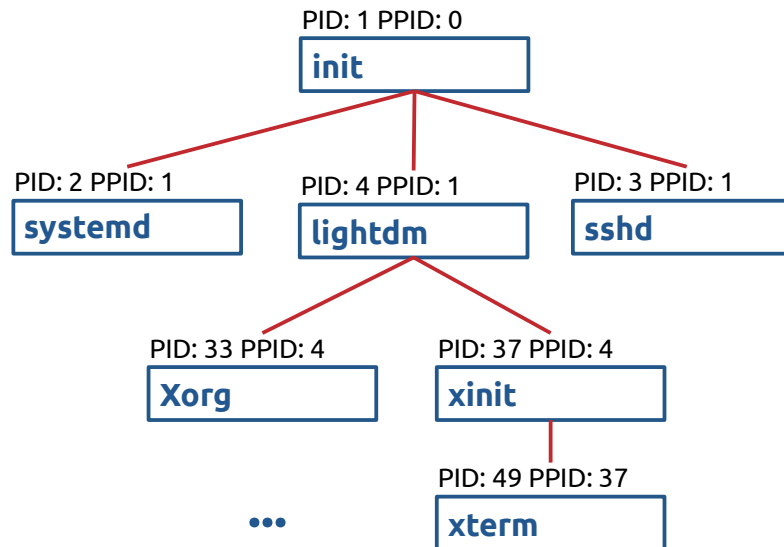 PID: 1 PPID: 0
init
PID: 2 PPID: 1
systemd
PID: 4 PPID: 1
lightdm
PID: 3 PPID: 1
sshd
PID: 33 PPID: 4
Xorg
PID: 37 PPID: 4
xinit
PID: 49 PPID: 37
xterm
...